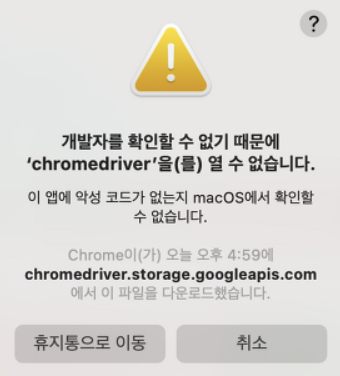 ?
개발자를 확인할 수 없기 때문에
‘chromedriver’을(를) 열 수 없습니다.
이 앱에 악성 코드가 없는지 macOS에서 확인할
수 없습니다.
Chrome이(가) 오늘 오후 4:59에
chromedriver.storage.googleapis.com
에서 이 파일을 다운로드했습니다.
휴지통으로 이동
취소